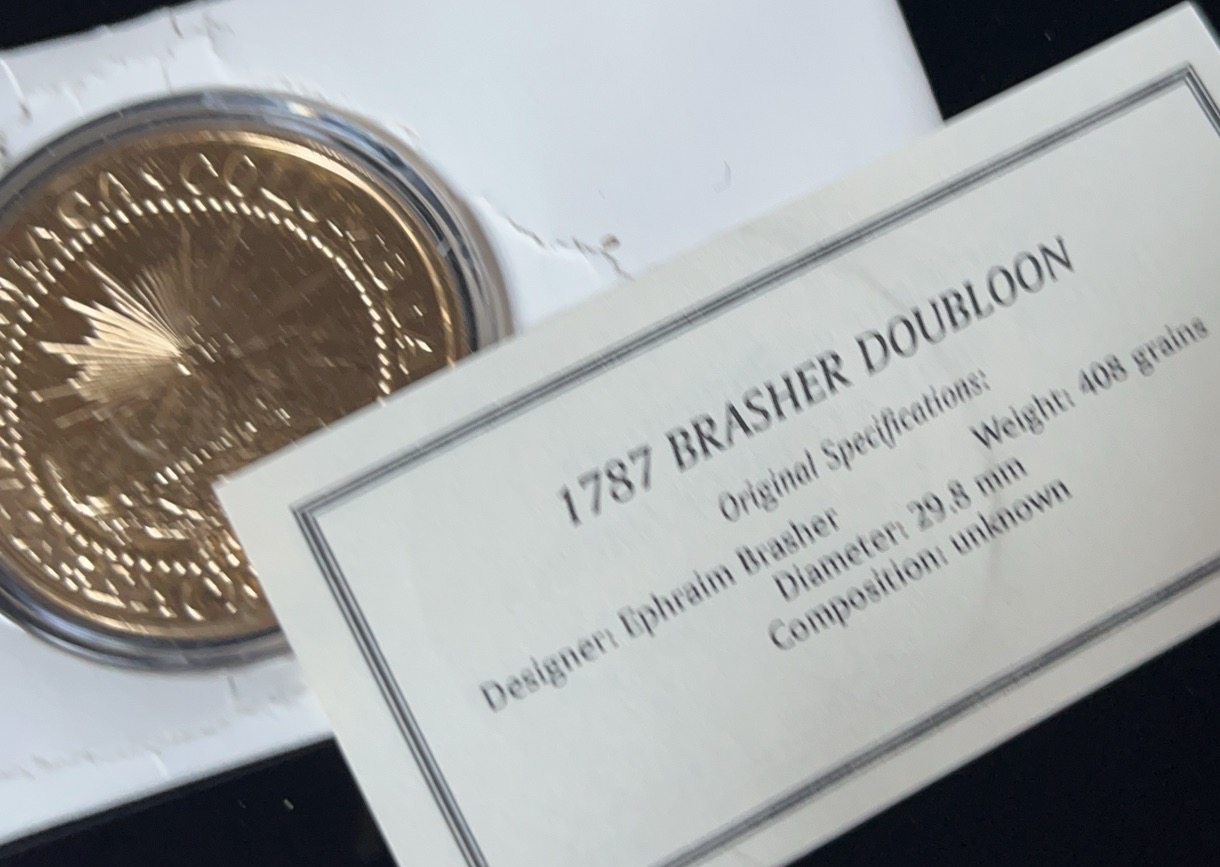 1787 BRASHER DOUBLOON
Original Specifications:
Weight: 408 grains
Designer: Ephraim Brasher
Diameter: 29.8 mm
Composition: unknown